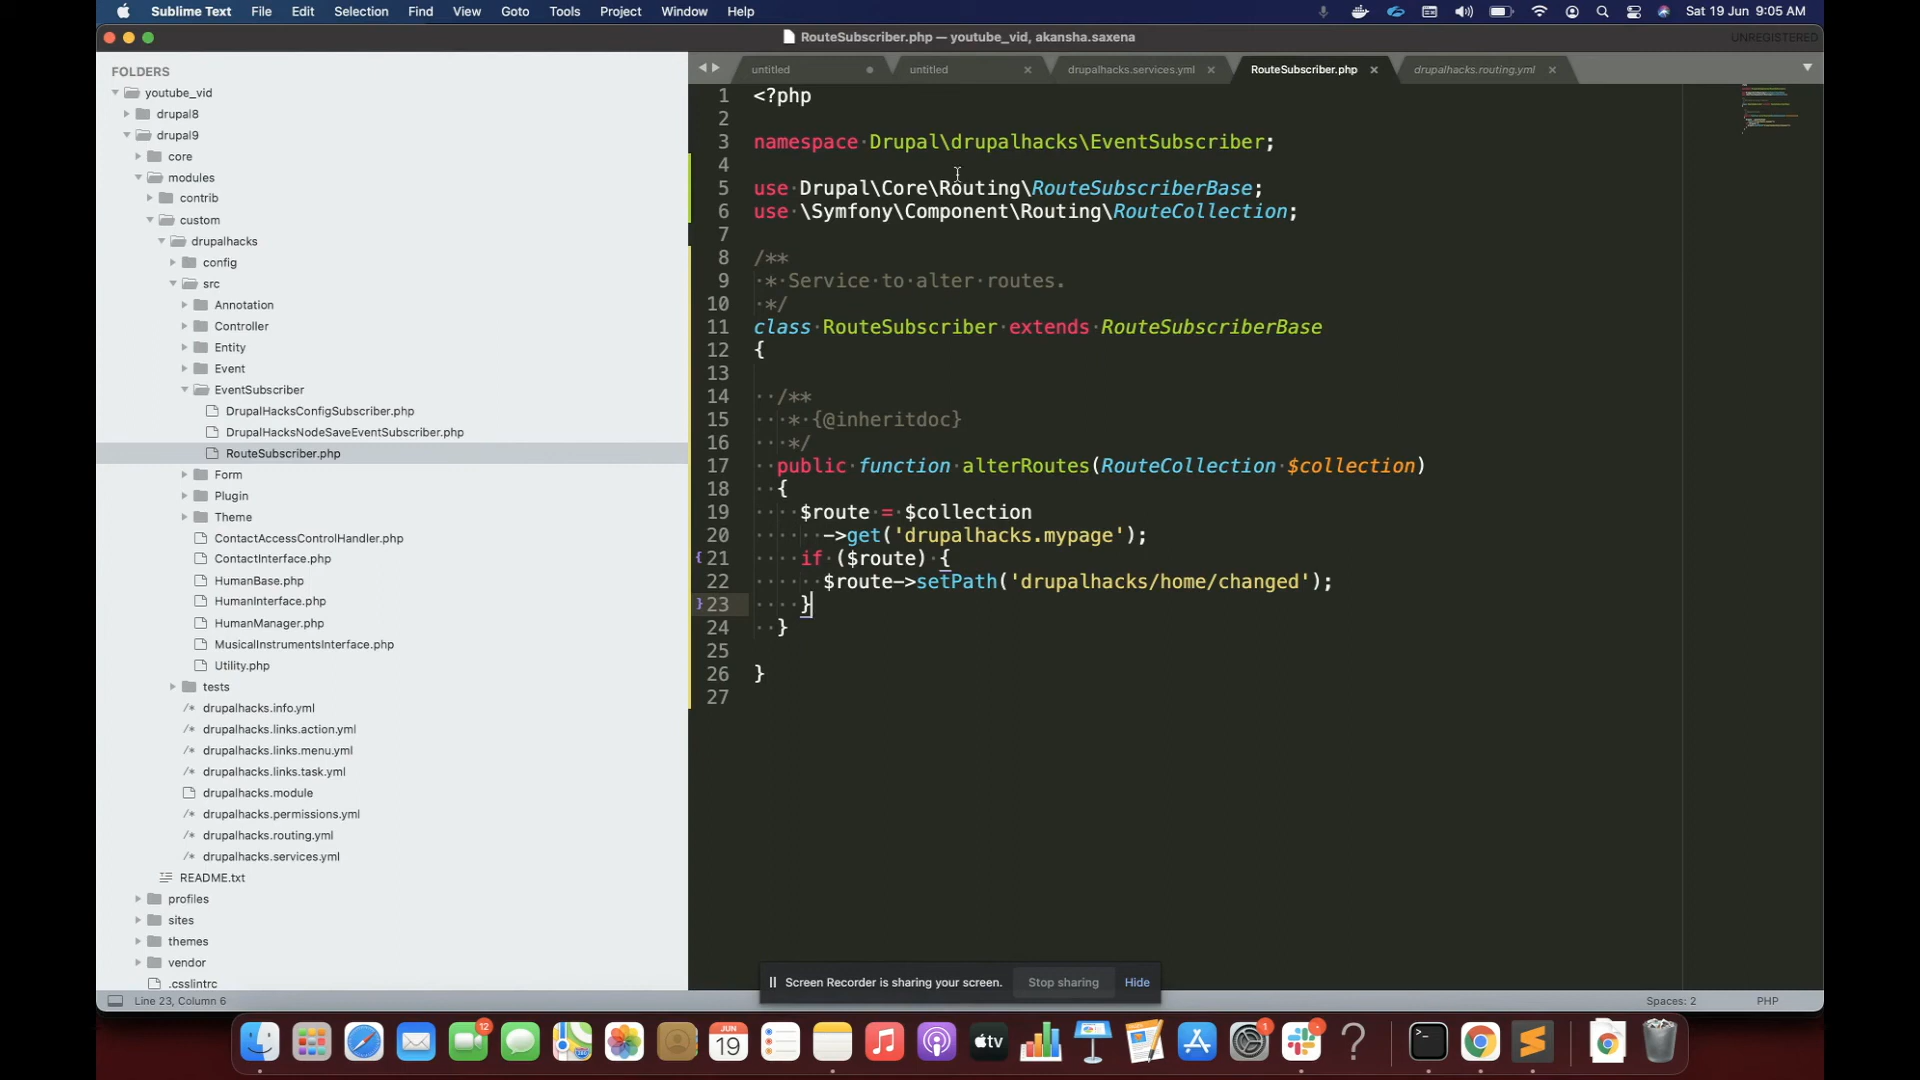 Sublime Text File Edit Selection Find View Goto Tools Project Window Help Sat 19 Jun 9:05 AM
RouteSubscriber.php — youtube_vid, akansha.saxena UNREGISTERED
FOLDERS
youtube_vid
drupal8
drupal9
core
modules
contrib
custom
drupalhacks
config
src
Annotation
Controller
Entity
Event
EventSubscriber
DrupalHacksConfigSubscriber.php
DrupalHacksNodeSaveEventSubscriber.php
RouteSubscriber.php
Form
Plugin
Theme
ContactAccessControlHandler.php
ContactInterface.php
HumanBase.php
HumanInterface.php
HumanManager.php
MusicalInstrumentsInterface.php
Utility.php
tests
drupalhacks.info.yml
drupalhacks.links.action.yml
drupalhacks.links.menu.yml
drupalhacks.links.task.yml
drupalhacks.module
drupalhacks.permissions.yml
drupalhacks.routing.yml
drupalhacks.services.yml
README.txt
profiles
sites
themes
vendor
.csslintrc
untitled untitled drupalhacks.services.yml RouteSubscriber.php drupalhacks.routing.yml
1 <?php
2
3 namespace Drupal\drupalhacks\EventSubscriber;
4
5 use Drupal\Core\Routing\RouteSubscriberBase;
6 use \Symfony\Component\Routing\RouteCollection;
7
8 /**
9 * Service to alter routes.
10 */
11 class RouteSubscriber extends RouteSubscriberBase
12 {
13
14 /**
15 * {@inheritdoc}
16 */
17 public function alterRoutes(RouteCollection $collection)
18 {
19 $route = $collection
20 ->get('drupalhacks.mypage');
21 if ($route) {
22 $route->setPath('drupalhacks/home/changed');
23 }
24 }
25
26 }
27
Screen Recorder is sharing your screen. Stop sharing Hide
Line 23, Column 6 Spaces: 2 PHP
12 JUN 19 tv 1